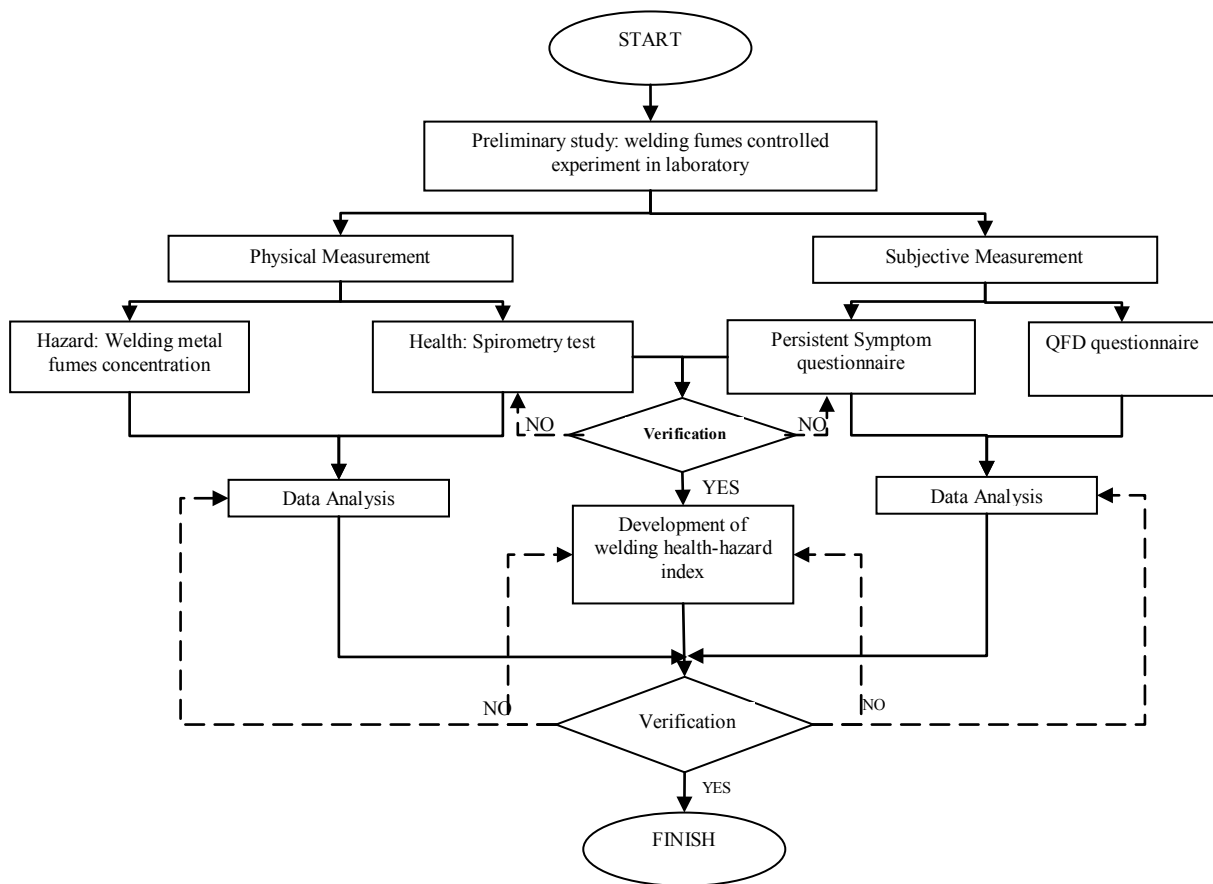 START
Preliminary study: welding fumes controlled
experiment in laboratory
Physical Measurement
Subjective Measurement
Hazard: Welding metal
fumes concentration
Health: Spirometry test
Persistent Symptom
questionnaire
QFD questionnaire
NO
Verification
NO
YES
Data Analysis
Data Analysis
Development of
welding health-hazard
index
NO
Verification
NO
YES
FINISH